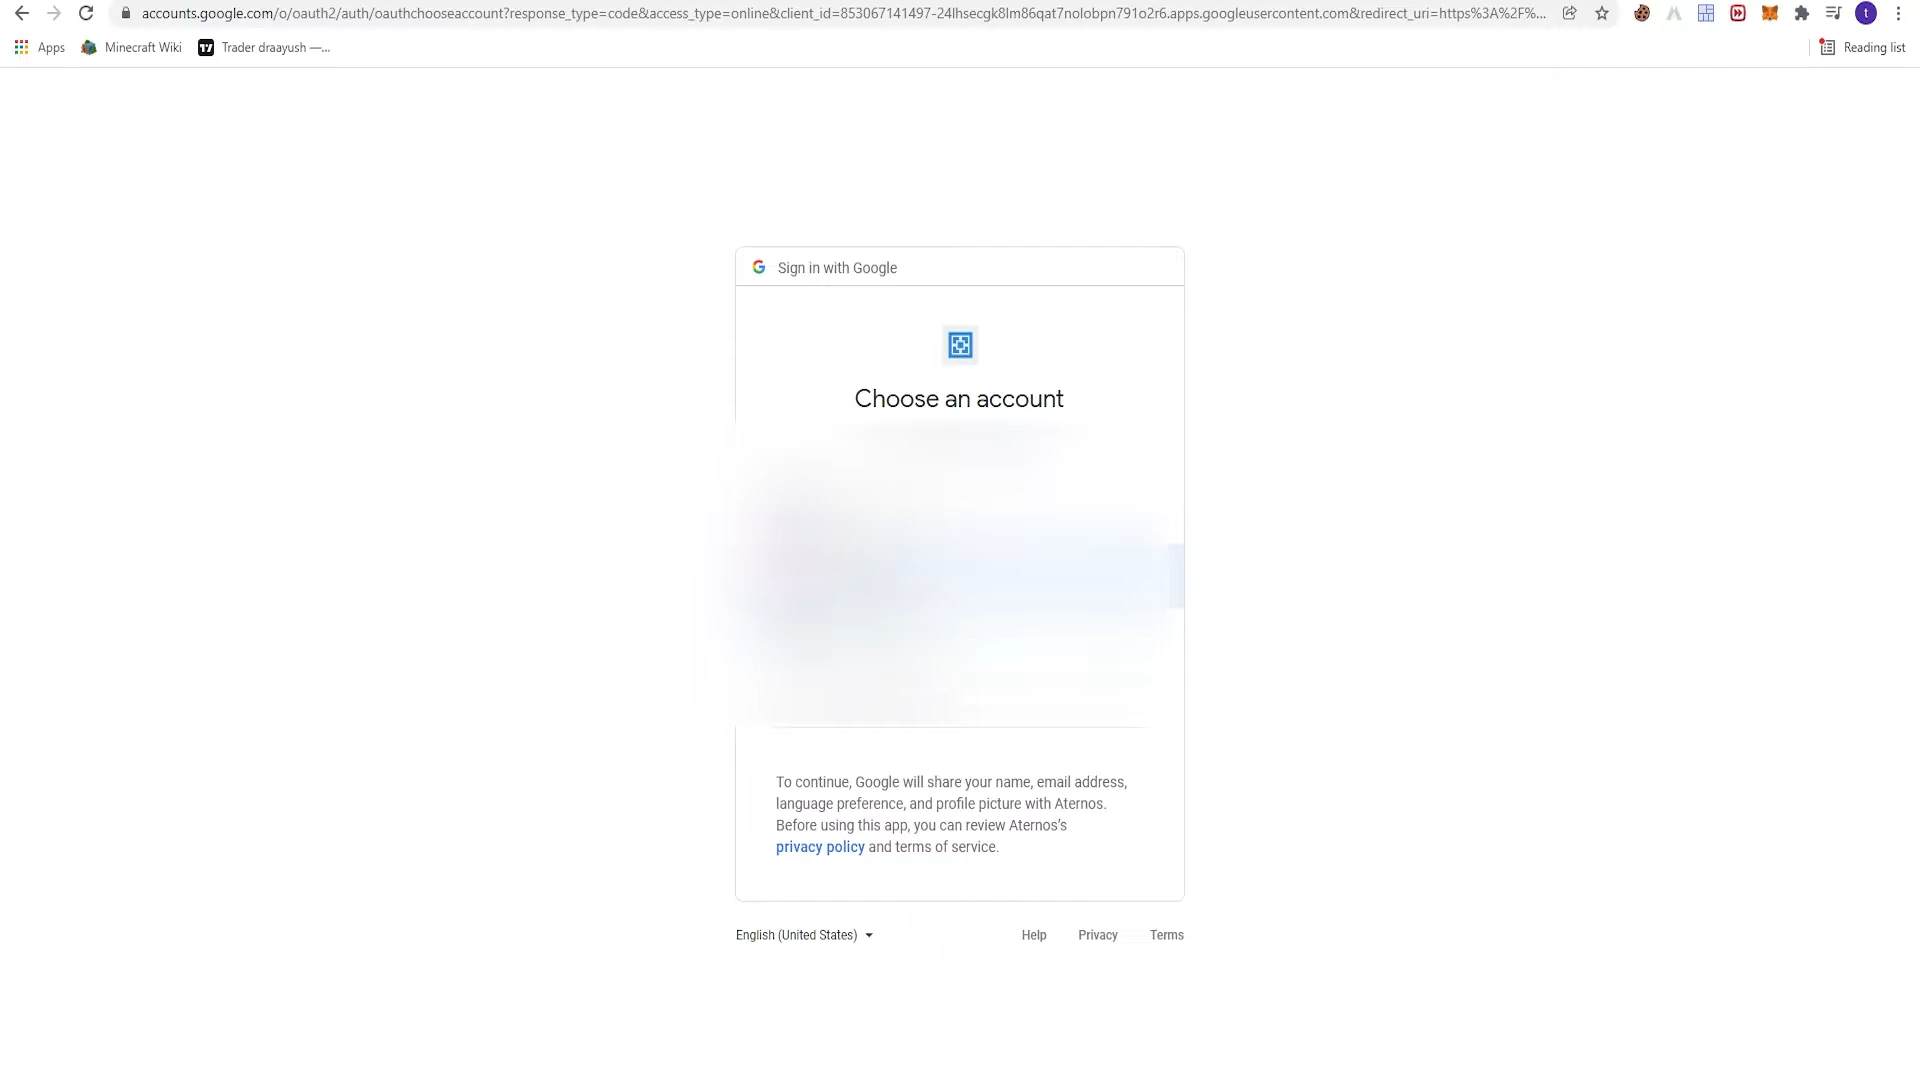 accounts.google.com/o/oauth2/auth/oauthchooseaccount?response_type=code&access_type=online&client_id=853067141497-24lhsecgk8lm86qat7nolobpn791o2r6.apps.googleusercontent.com&redirect_uri=https%3A%2F%...
t
Apps
Minecraft Wiki
Trader draayush —...
Reading list
Sign in with Google
Choose an account
To continue, Google will share your name, email address,
language preference, and profile picture with Aternos.
Before using this app, you can review Aternos's
privacy policy and terms of service.
English (United States)
Help
Privacy
Terms